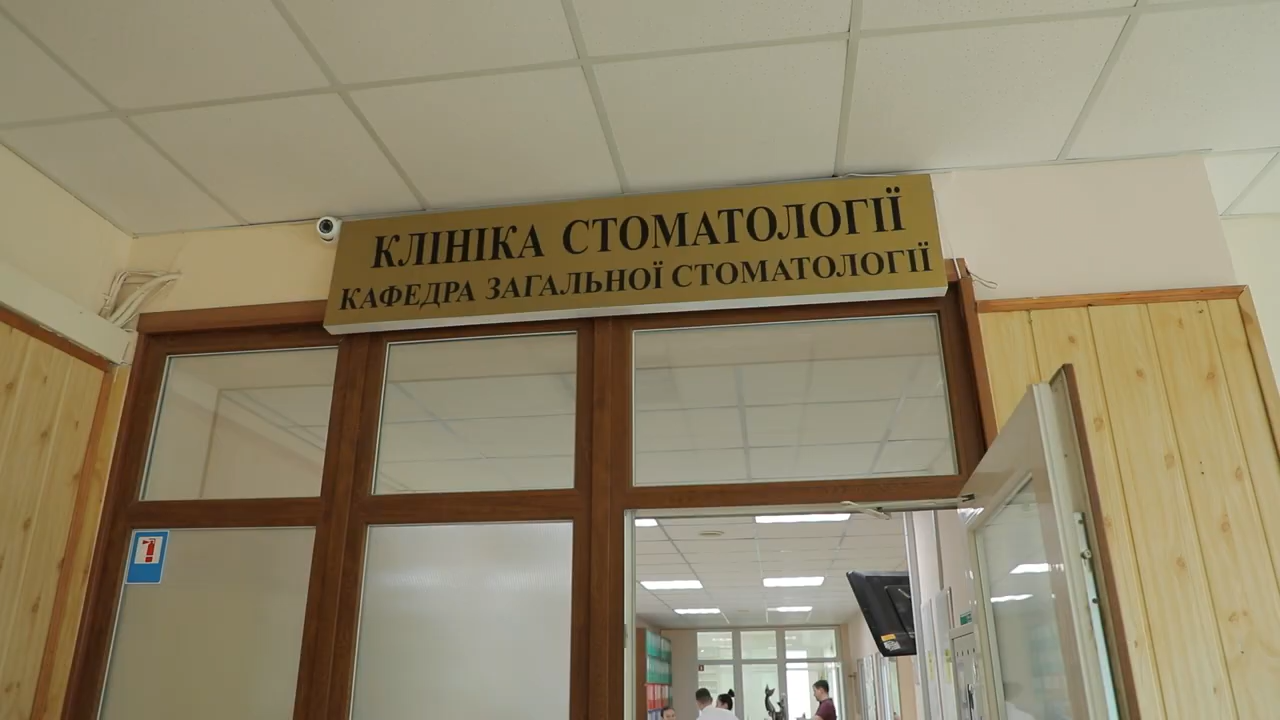 КЛІНІКА СТОМАТОЛОГІЇ
КАФЕДРА ЗАГАЛЬНОЇ СТОМАТОЛОГІЇ